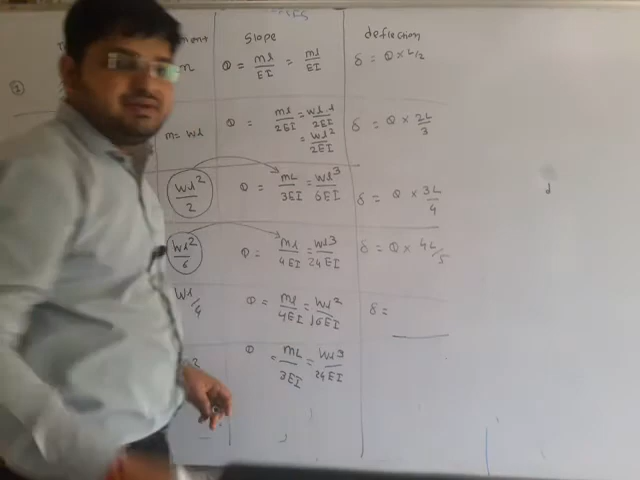 Slope
deflection
θ = ml/EI = ml/EI
δ = θ × L/2
m = wl
θ = ml/2EI = wl.l/2EI
= wl²/2EI
δ = θ × 2L/3
wl²/2
θ = mL/3EI = wl³/6EI
δ = θ × 3L/4
wl²/6
θ = ml/4EI = wl³/24EI
δ = θ × 4L/5
wl/4
θ = ml/4EI = wl²/16EI
δ =
θ = mL/3EI = wl³/24EI